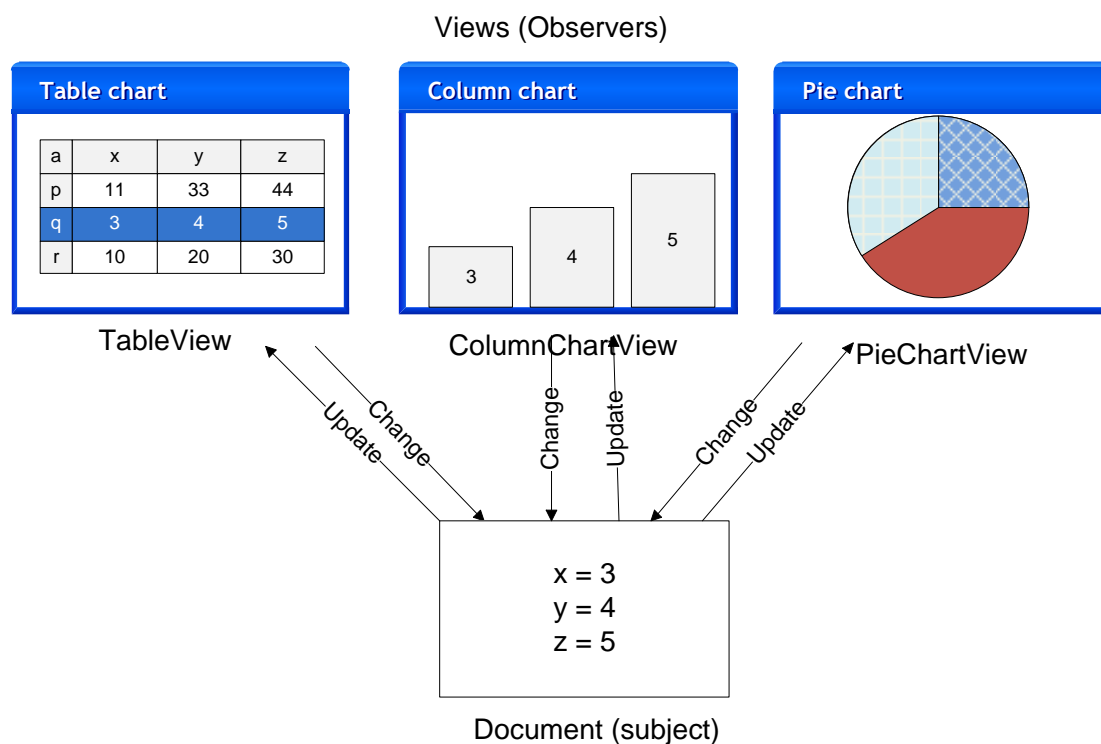 Views (Observers)
Table chart
a x y z
p 11 33 44
q 3 4 5
r 10 20 30
TableView
Column chart
3
4
5
ColumnChartView
Pie chart
PieChartView
Update
Change
Change
Update
Change
Update
x = 3
y = 4
z = 5
Document (subject)